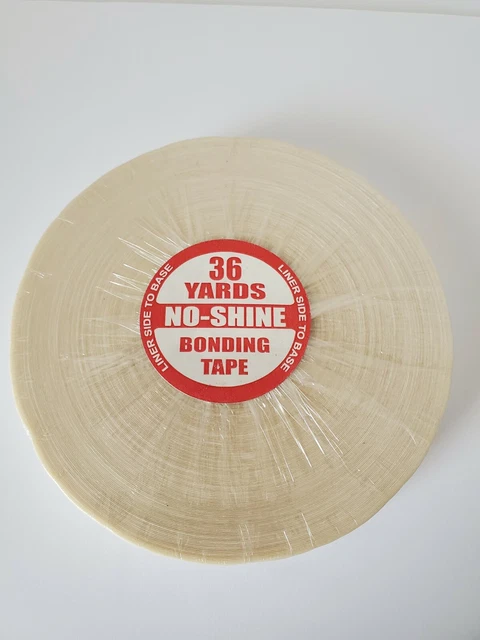 36
YARDS
NO-SHINE
BONDING
TAPE
LINER SIDE TO BASE
LINER SIDE TO BASE